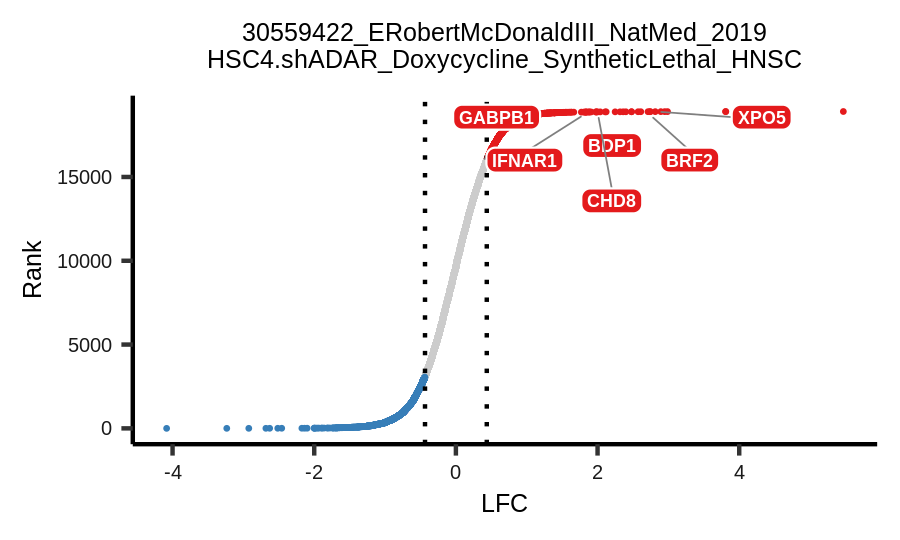 30559422_ERobertMcDonaldIII_NatMed_2019
HSC4.shADAR_Doxycycline_SyntheticLethal_HNSC
GABPB1
XPO5
IFNAR1
BDP1
BRF2
CHD8
15000
10000
5000
0
Rank
-4
-2
0
2
4
LFC